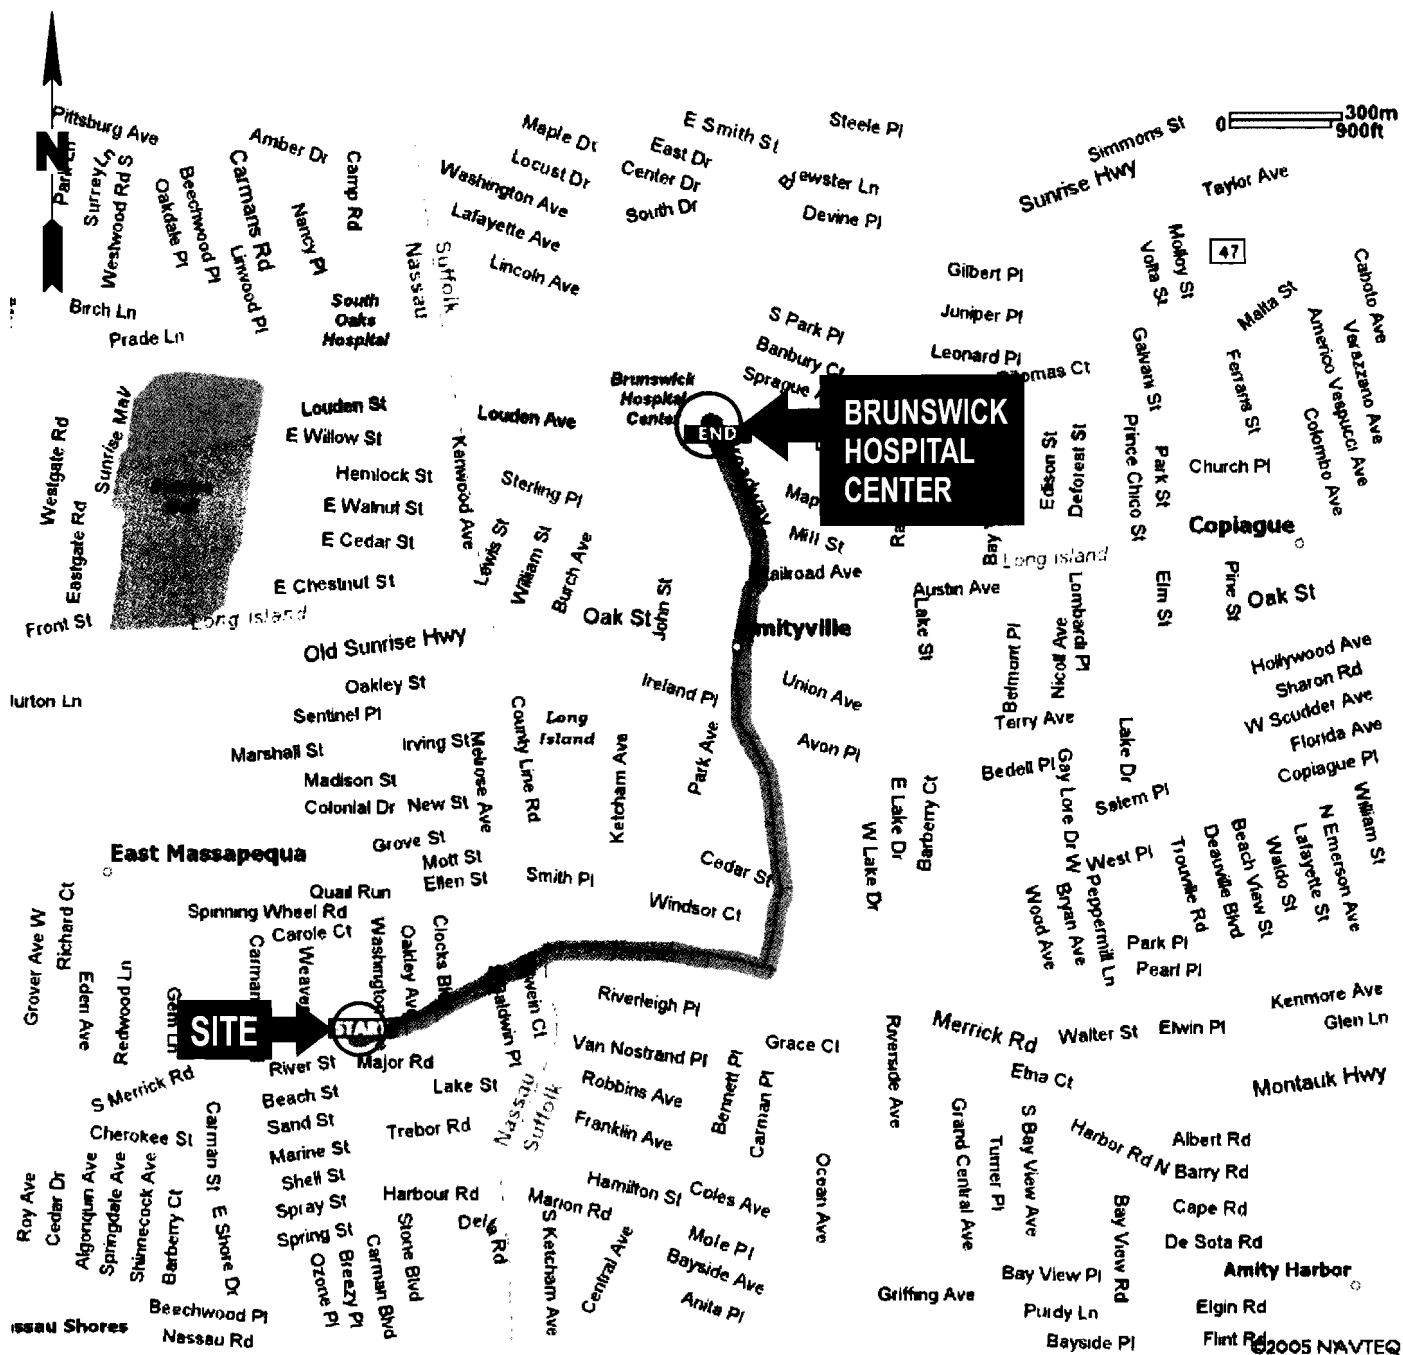 Pittsburg Ave
N
Surrey Ln
Westwood Rd S
Oakdale Pl
Beechwood Pl
Carmans Rd
Linwood Pl
Amber Dr
Nancy Pl
Camp Rd
Maple Dr
Locust Dr
Washington Ave
Lafayette Ave
Lincoln Ave
Nassau
Suffolk
E Smith St
East Dr
Center Dr
South Dr
Steele Pl
Devine Pl
Simmons St
Sunrise Hwy
0
300m
900ft
Taylor Ave
47
Molloy St
Volta St
Malta St
Caboto Ave
Verazzano Ave
Americo Vespucci Ave
Colombo Ave
Gilbert Pl
Juniper Pl
Leonard Pl
Galvani St
Ferrans St
Birch Ln
Prade Ln
South
Oaks
Hospital
S Park Pl
Banbury Ct
Sprague
Brunswick
Hospital
Center
END
BRUNSWICK
HOSPITAL
CENTER
Louden St
E Willow St
Hemlock St
E Walnut St
E Cedar St
E Chestnut St
Louden Ave
Kenwood Ave
Sterling Pl
Lewis St
William St
Burch Ave
Westgate Rd
Eastgate Rd
Front St
Long Island
Old Sunrise Hwy
Oak St
John St
Mill St
Austin Ave
Lake St
Edison St
Deforest St
Prince Chico St
Park St
Church Pl
Copiague
Long Island
Lombardi Pl
Elm St
Pine St
Oak St
Belmont Pl
Nicoll Ave
Hollywood Ave
Sharon Rd
W Scudder Ave
Florida Ave
Copiague Pl
Oakley St
Sentinel Pl
Marshall St
Irving St
Madison St
Colonial Dr
New St
Melrose Ave
County Line Rd
Long
Island
Ketcham Ave
Ireland Pl
Park Ave
Union Ave
Avon Pl
Terry Ave
Bedell Pl
Lake Dr
Gay Lore Dr W
Salem Pl
E Lake Dr
W Lake Dr
Barberry Ct
West Pl
Trouville Rd
Deauville Blvd
Beach View St
Waldo St
Lafayette St
N Emerson Ave
William St
East Massapequa
Grove St
Mott St
Ellen St
Smith Pl
Quail Run
Spinning Wheel Rd
Carole Ct
Cedar St
Windsor Ct
Wood Ave
Bryan Ave
Peppermill Ln
Park Pl
Pearl Pl
Grover Ave W
Richard Ct
Eden Ave
Redwood Ln
Washington
Oakley Ave
SITE
START
River St
Major Rd
Lake St
Riverleigh Pl
Van Nostrand Pl
Robbins Ave
Franklin Ave
Bennett Pl
Carman Pl
Grace Ct
Riverside Ave
Merrick Rd
Walter St
Elwin Pl
Kenmore Ave
Glen Ln
Etna Ct
Montauk Hwy
S Merrick Rd
Cherokee St
Beach St
Sand St
Marine St
Shell St
Spray St
Spring St
Trebor Rd
Harbour Rd
Nassau
Suffolk
Hamilton St
Marion Rd
Coles Ave
Mole Pl
Bayside Ave
Anita Pl
Ocean Ave
Grand Central Ave
Turner Pl
S Bay View Ave
Harbor Rd N
Albert Rd
Barry Rd
Cape Rd
De Sota Rd
Amity Harbor
Roy Ave
Cedar Dr
Algonquin Ave
Springdale Ave
Shinnecock Ave
Barberry Ct
Carman St
E Shore Dr
Ozone Pl
Breezy Pl
Carman Blvd
Stone Blvd
S Ketcham Ave
Central Ave
Griffing Ave
Bay View Pl
Bay View Rd
Purdy Ln
Bayside Pl
Elgin Rd
Flint Rd
Beechwood Pl
Nassau Rd
©2005 NAVTEQ